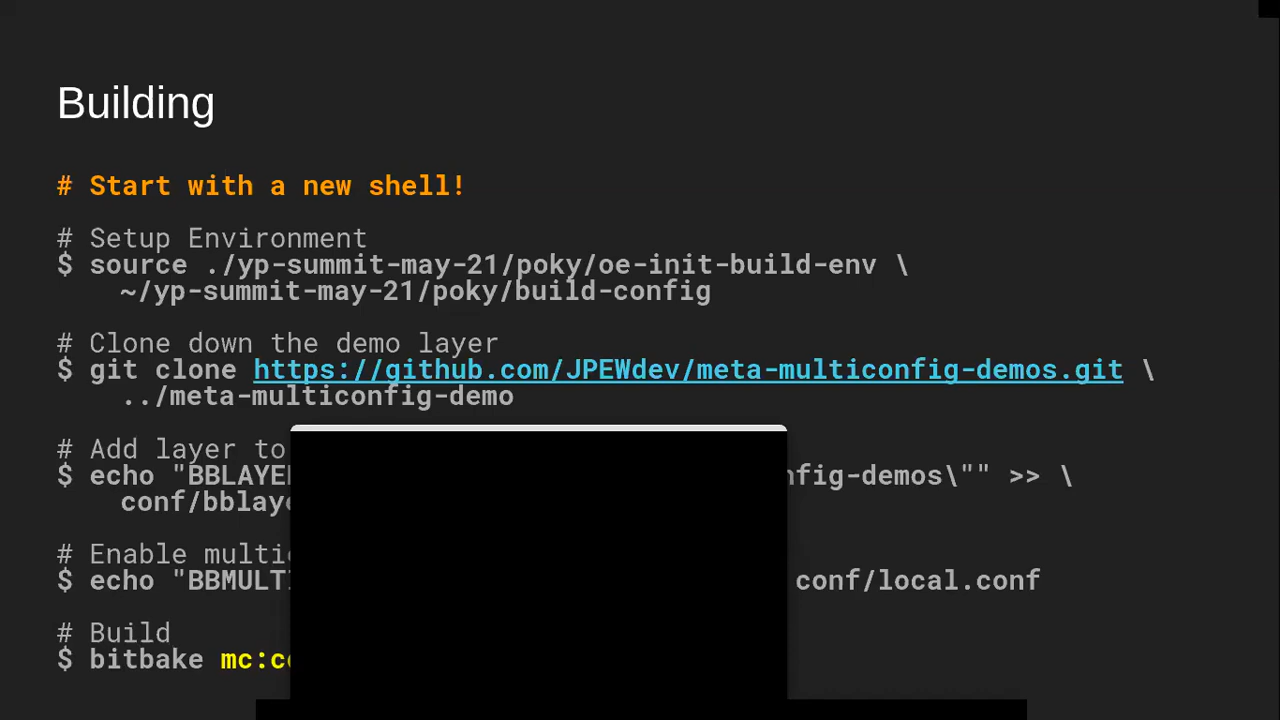 Building
# Start with a new shell!
# Setup Environment
$ source ./yp-summit-may-21/poky/oe-init-build-env \
~/yp-summit-may-21/poky/build-config
# Clone down the demo layer
$ git clone https://github.com/JPEWdev/meta-multiconfig-demos.git \
../meta-multiconfig-demo
# Add layer to
$ echo "BBLAYE fig-demos\"" >> \
conf/bblay
# Enable multi
$ echo "BBMULT conf/local.conf
# Build
$ bitbake mc:c